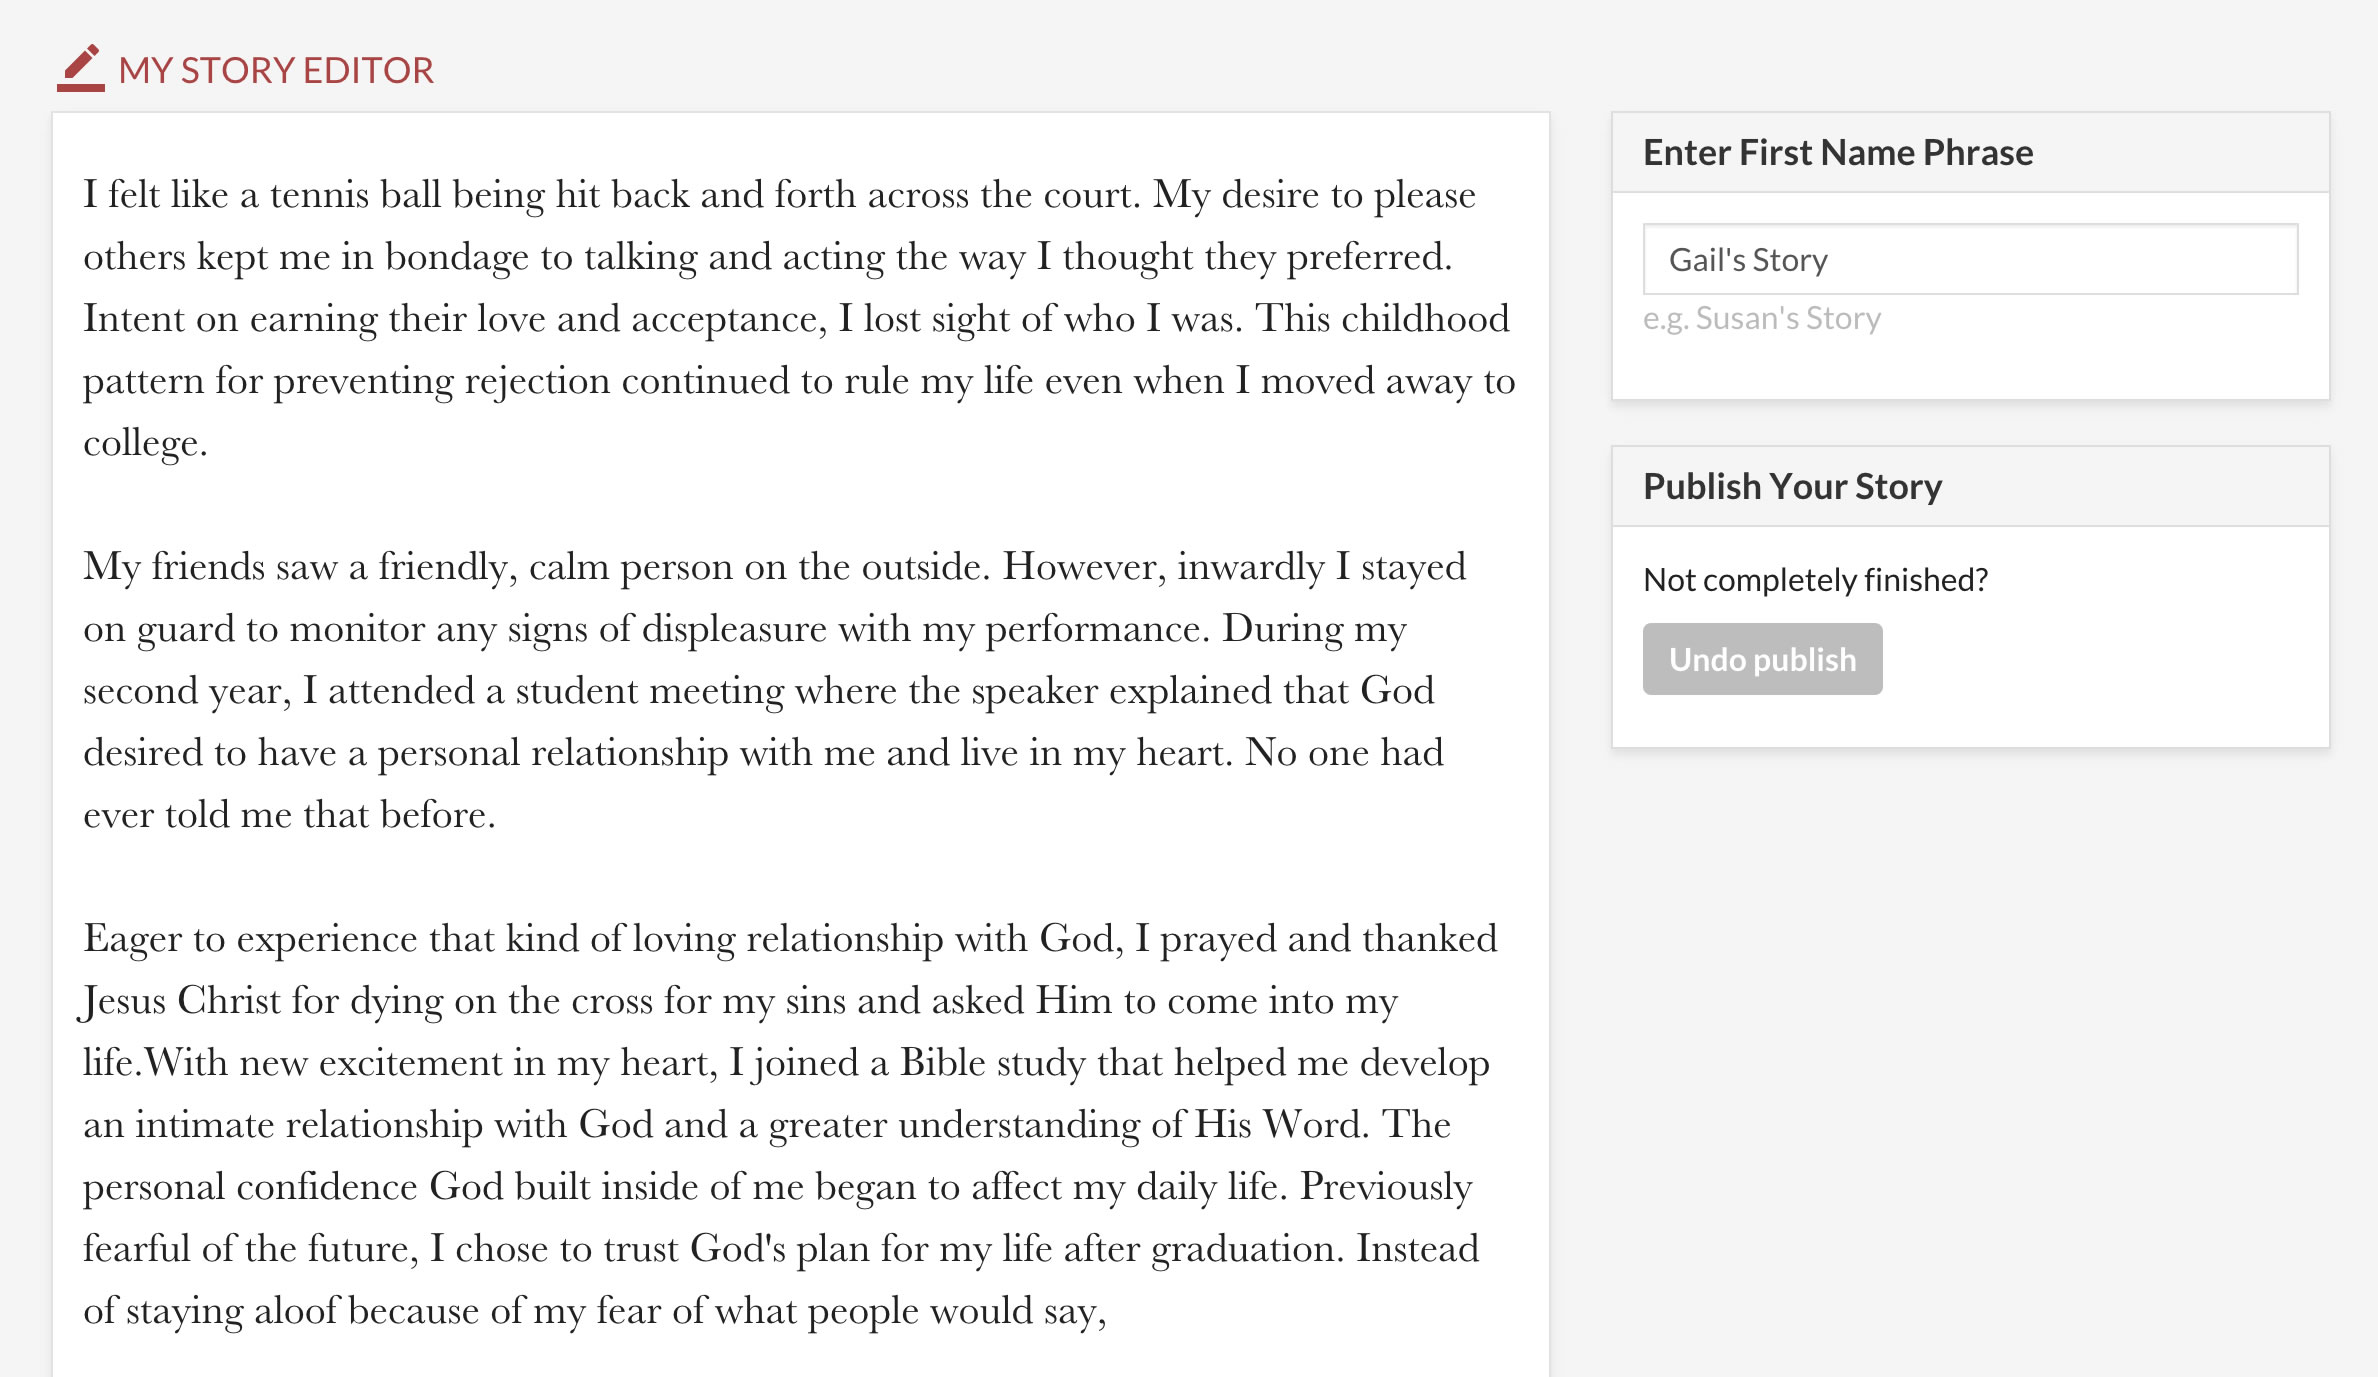 MY STORY EDITOR
I felt like a tennis ball being hit back and forth across the court. My desire to please
others kept me in bondage to talking and acting the way I thought they preferred.
Intent on earning their love and acceptance, I lost sight of who I was. This childhood
pattern for preventing rejection continued to rule my life even when I moved away to
college.
My friends saw a friendly, calm person on the outside. However, inwardly I stayed
on guard to monitor any signs of displeasure with my performance. During my
second year, I attended a student meeting where the speaker explained that God
desired to have a personal relationship with me and live in my heart. No one had
ever told me that before.
Eager to experience that kind of loving relationship with God, I prayed and thanked
Jesus Christ for dying on the cross for my sins and asked Him to come into my
life.With new excitement in my heart, I joined a Bible study that helped me develop
an intimate relationship with God and a greater understanding of His Word. The
personal confidence God built inside of me began to affect my daily life. Previously
fearful of the future, I chose to trust God's plan for my life after graduation. Instead
of staying aloof because of my fear of what people would say,
Enter First Name Phrase
Gail's Story
e.g. Susan's Story
Publish Your Story
Not completely finished?
Undo publish